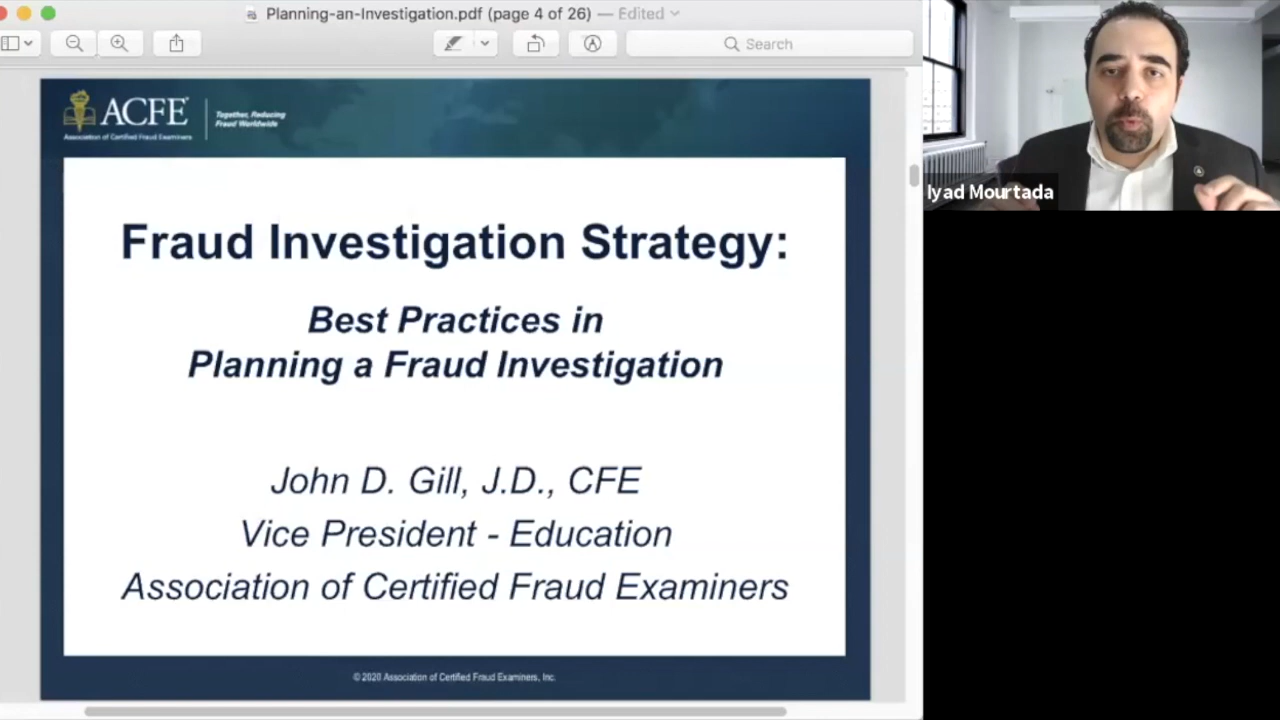 Planning-an-Investigation.pdf (page 4 of 26) — Edited
Search
ACFE
Association of Certified Fraud Examiners
Together, Reducing
Fraud Worldwide
Fraud Investigation Strategy:
Best Practices in
Planning a Fraud Investigation
John D. Gill, J.D., CFE
Vice President - Education
Association of Certified Fraud Examiners
© 2020 Association of Certified Fraud Examiners, Inc.
Iyad Mourtada